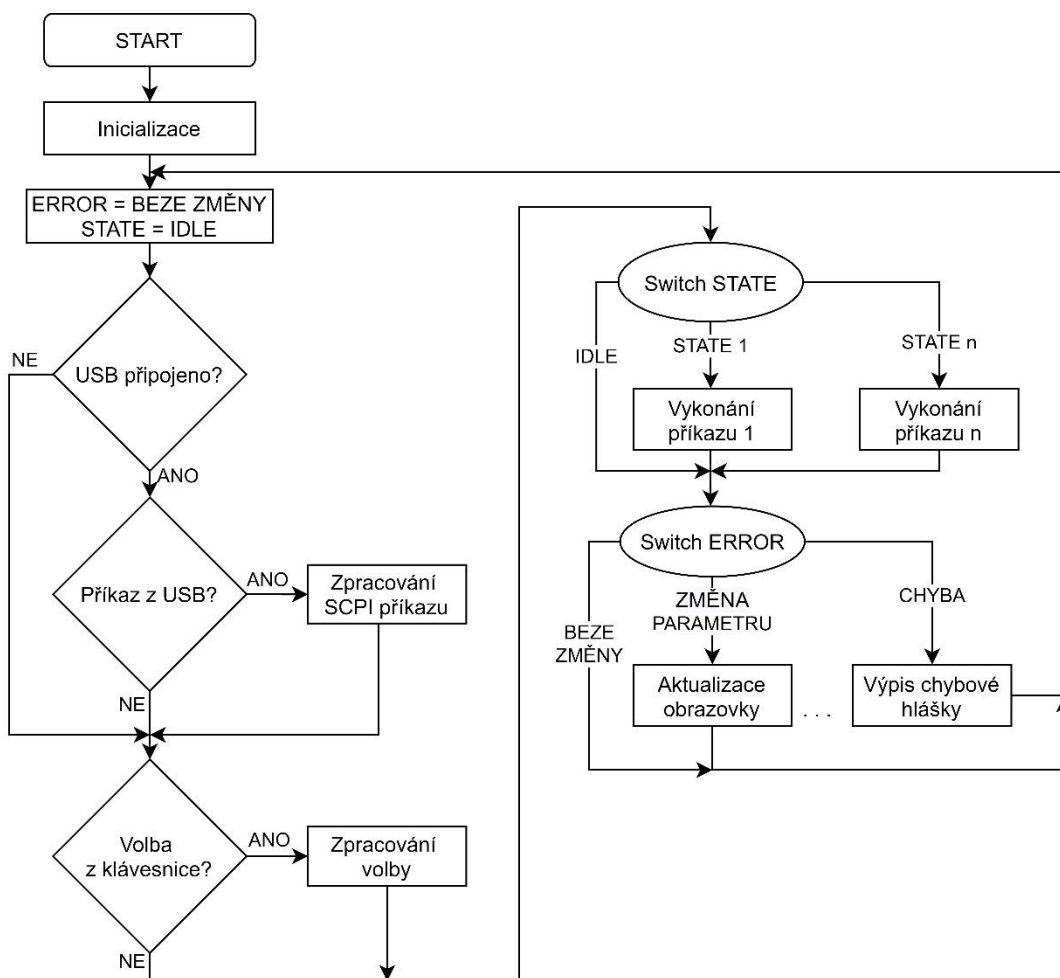 START
Inicializace
ERROR = BEZE ZMĚNY
STATE = IDLE
NE
USB připojeno?
ANO
Příkaz z USB?
ANO
Zpracování
SCPI příkazu
NE
Volba
z klávesnice?
ANO
Zpracování
volby
NE
Switch STATE
IDLE
STATE 1
STATE n
Vykonání
příkazu 1
Vykonání
příkazu n
Switch ERROR
BEZE
ZMĚNY
ZMĚNA
PARAMETRU
CHYBA
Aktualizace
obrazovky
. . .
Výpis chybové
hlášky